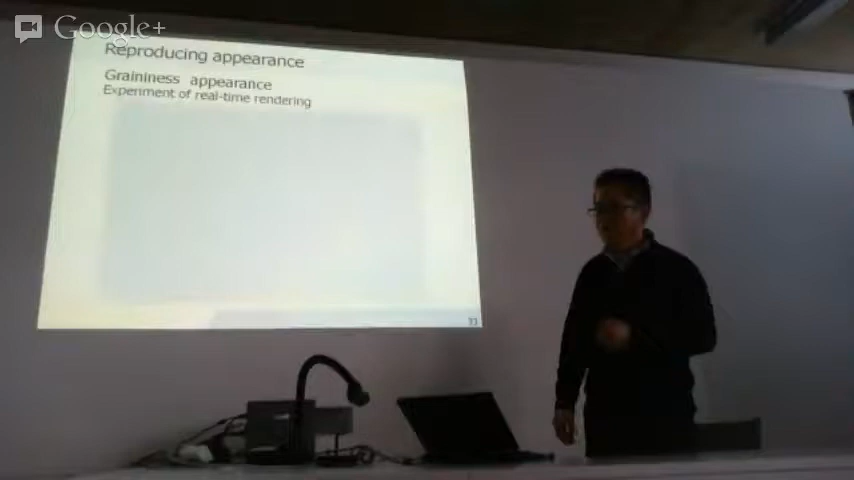 Google+
Reproducing appearance
Graininess appearance
Experiment of real-time rendering